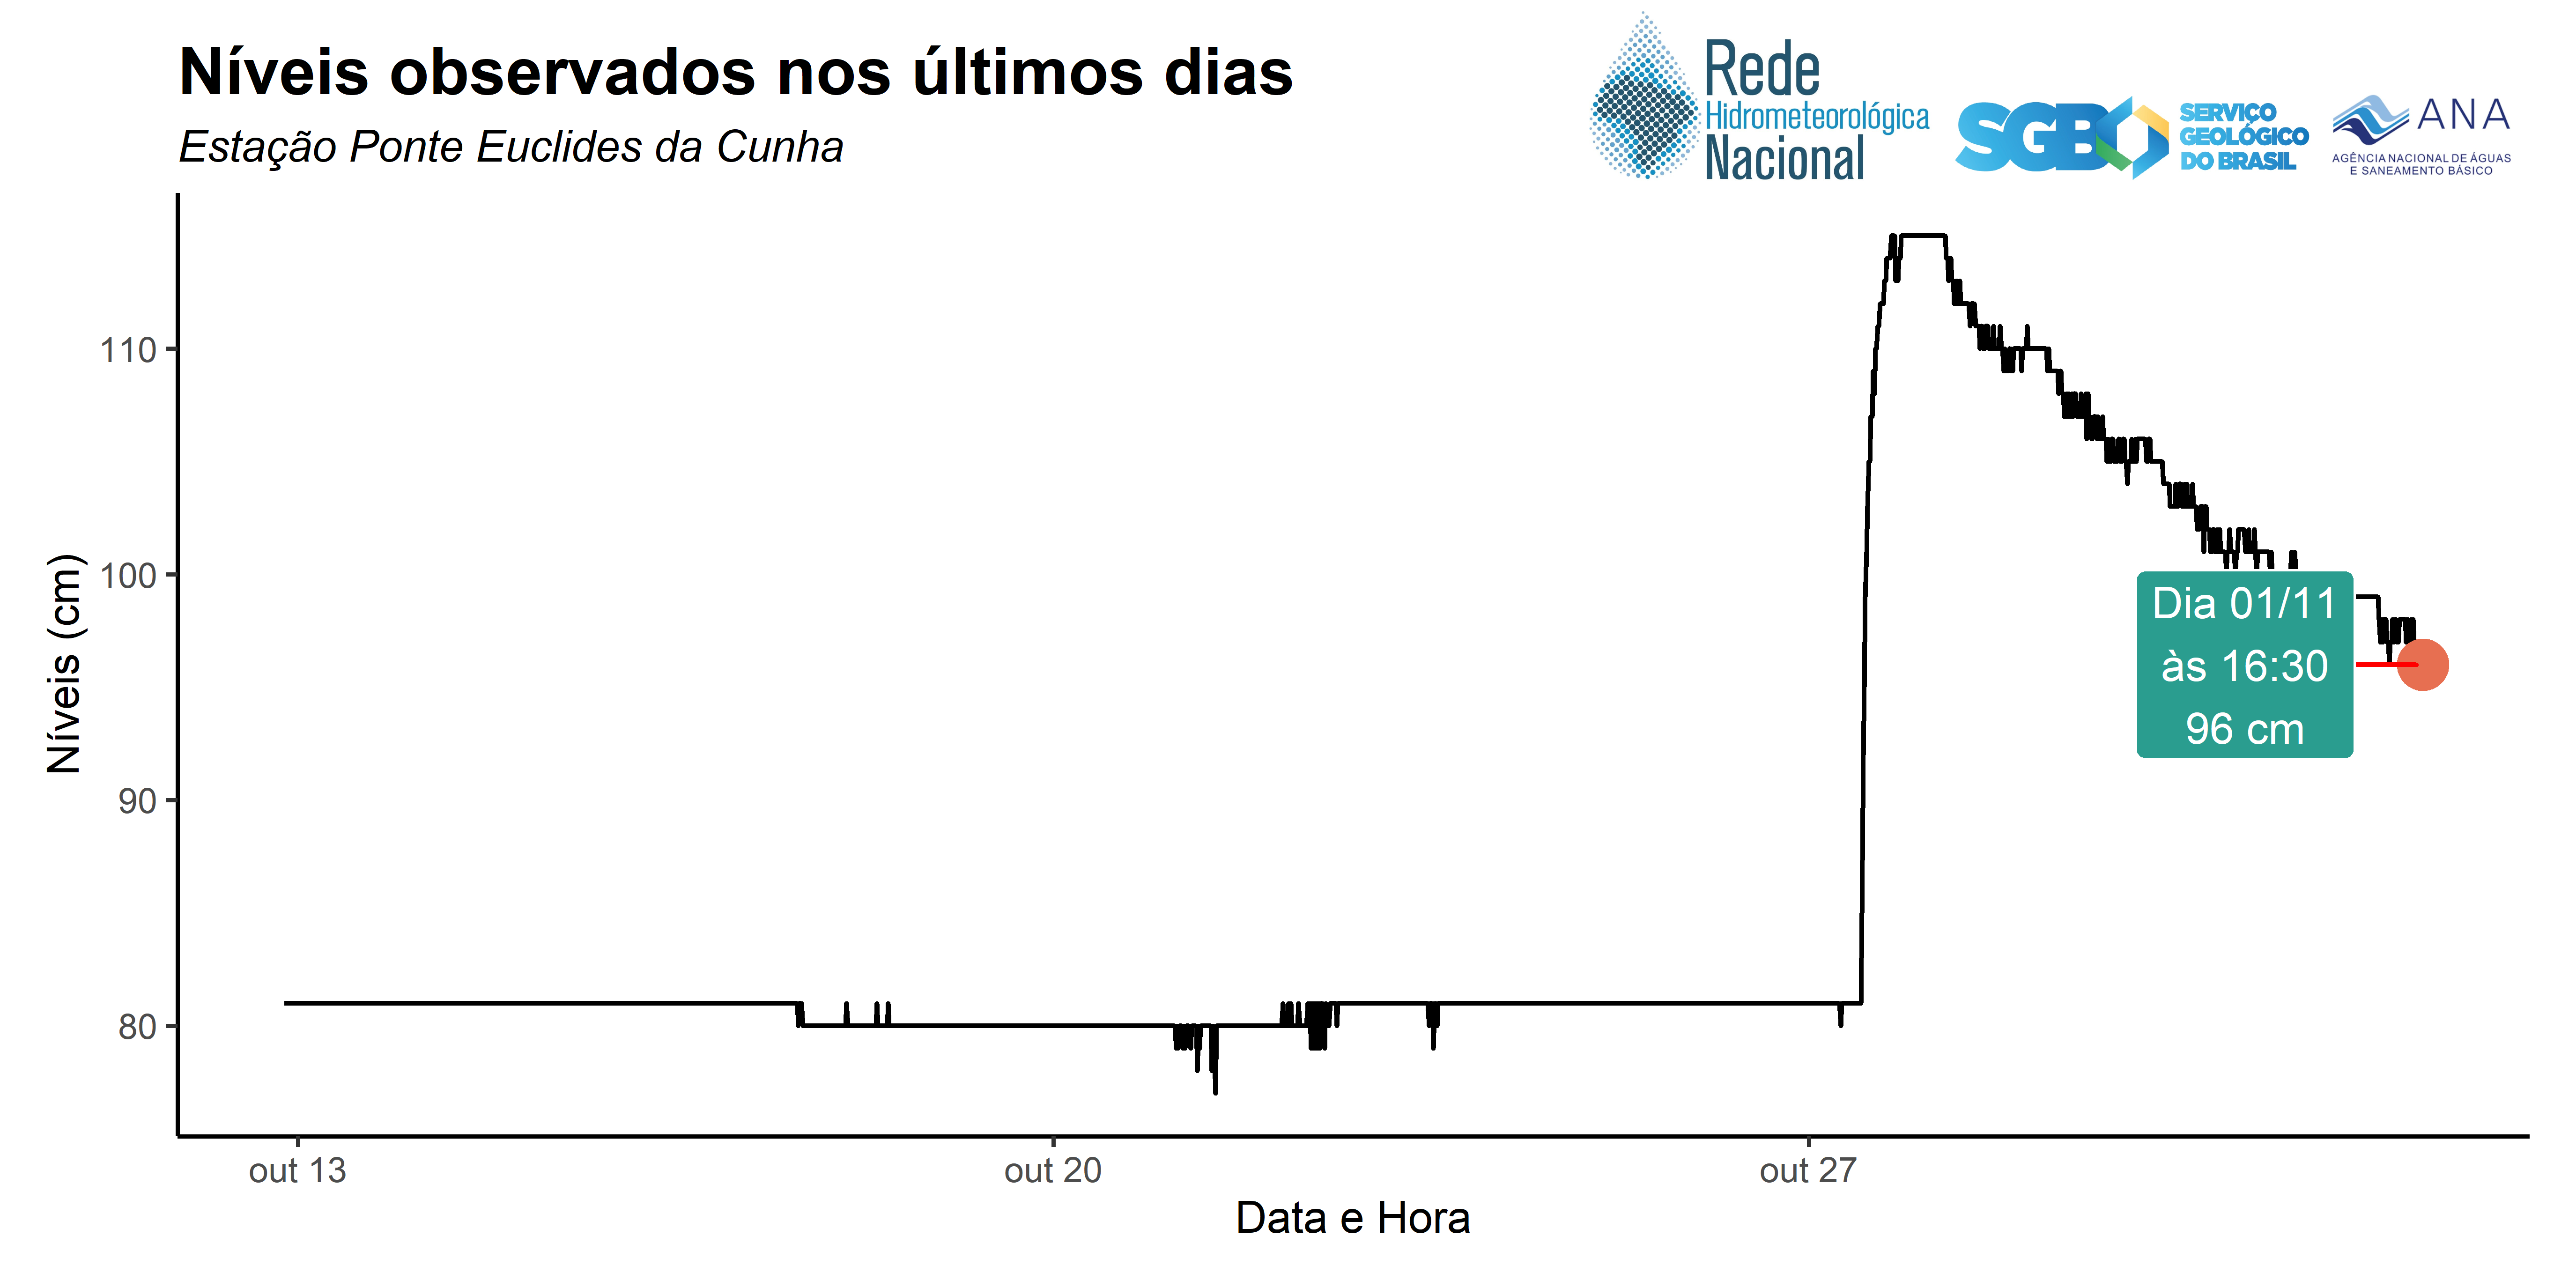 Níveis observados nos últimos dias
Estação Ponte Euclides da Cunha
Rede
Hidrometeorológica
Nacional
SGB
SERVIÇO
GEOLÓGICO
DO BRASIL
ANA
AGÊNCIA NACIONAL DE ÁGUAS
E SANEAMENTO BÁSICO
Níveis (cm)
110
100
90
80
Dia 01/11
às 16:30
96 cm
out 13
out 20
out 27
Data e Hora